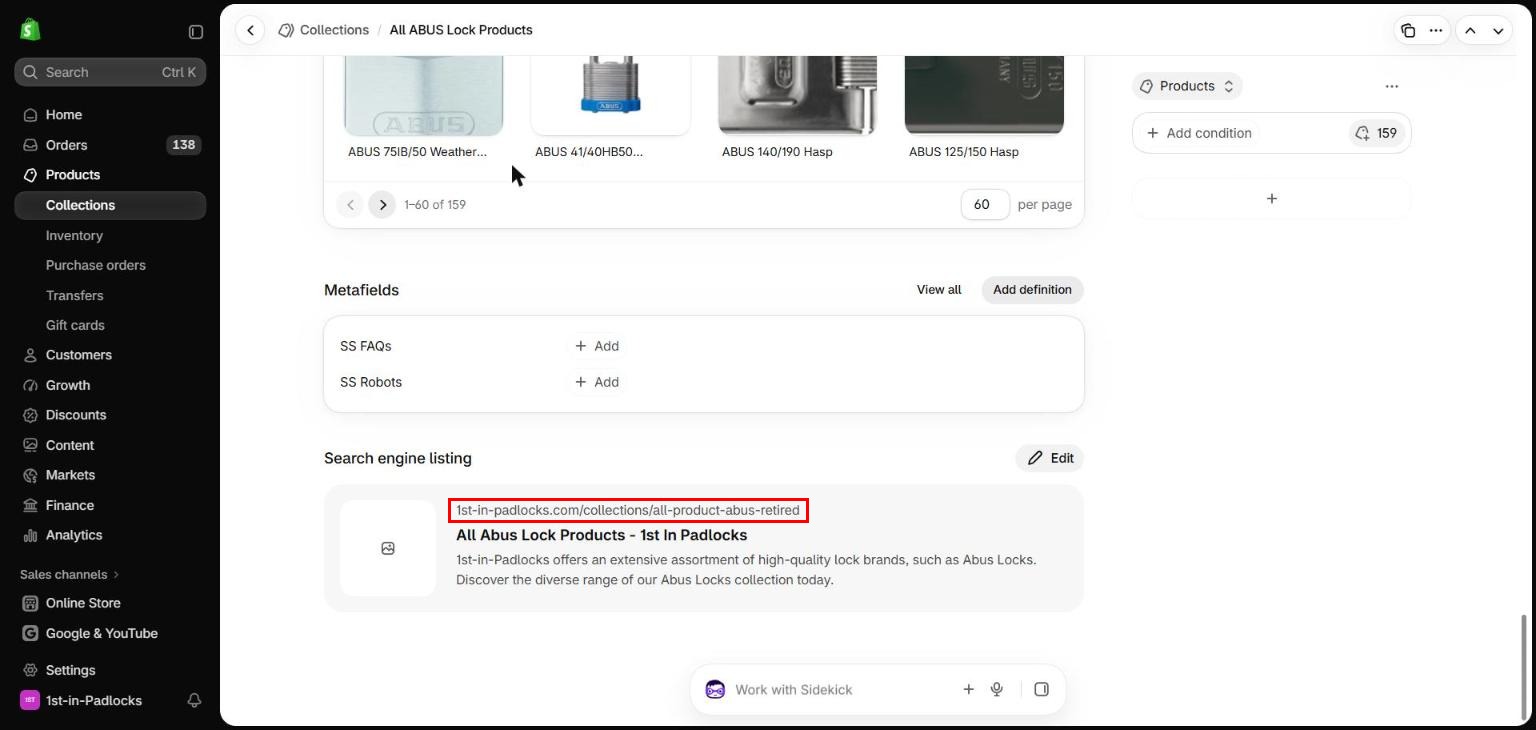 Search Ctrl K
Home
Orders 138
Products
Collections
Inventory
Purchase orders
Transfers
Gift cards
Customers
Growth
Discounts
Content
Markets
Finance
Analytics
Sales channels
Online Store
Google & YouTube
Settings
1ST 1st-in-Padlocks
Collections / All ABUS Lock Products
ABUS
ABUS
ABUS 75IB/50 Weather...
ABUS 41/40HB50...
ABUS 140/190 Hasp
ABUS 125/150 Hasp
1–60 of 159
60 per page
Products
Add condition 159
Metafields
View all Add definition
SS FAQs + Add
SS Robots + Add
Search engine listing
Edit
1st-in-padlocks.com/collections/all-product-abus-retired
All Abus Lock Products - 1st In Padlocks
1st-in-Padlocks offers an extensive assortment of high-quality lock brands, such as Abus Locks.
Discover the diverse range of our Abus Locks collection today.
Work with Sidekick